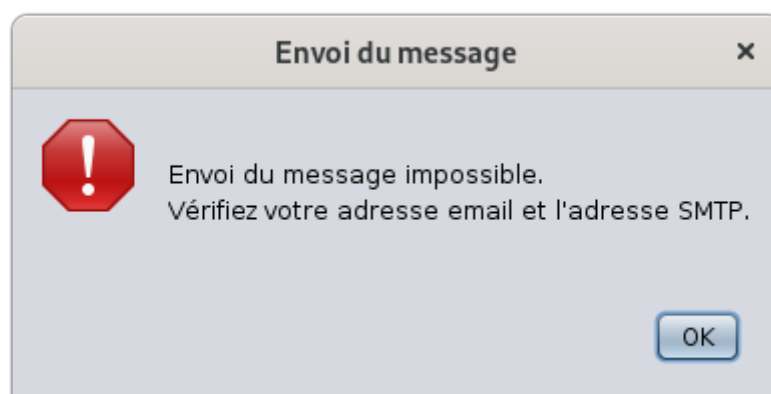 Envoi du message
Envoi du message impossible.
Vérifiez votre adresse email et l'adresse SMTP.
OK